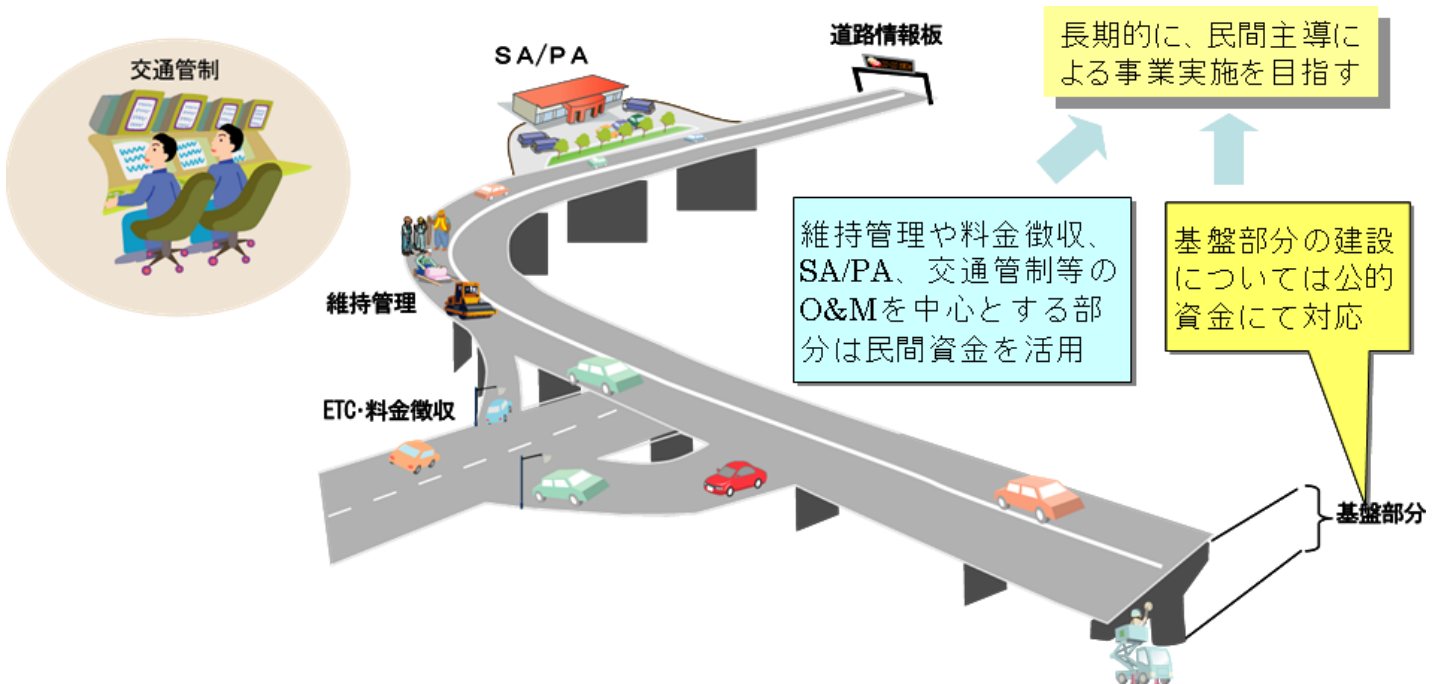 交通管制
SA/PA
道路情報板
長期的に、民間主導に
よる事業実施を目指す
維持管理や料金徴収、
SA/PA、交通管制等の
O&Mを中心とする部
分は民間資金を活用
基盤部分の建設
については公的
資金にて対応
維持管理
ETC・料金徴収
基盤部分